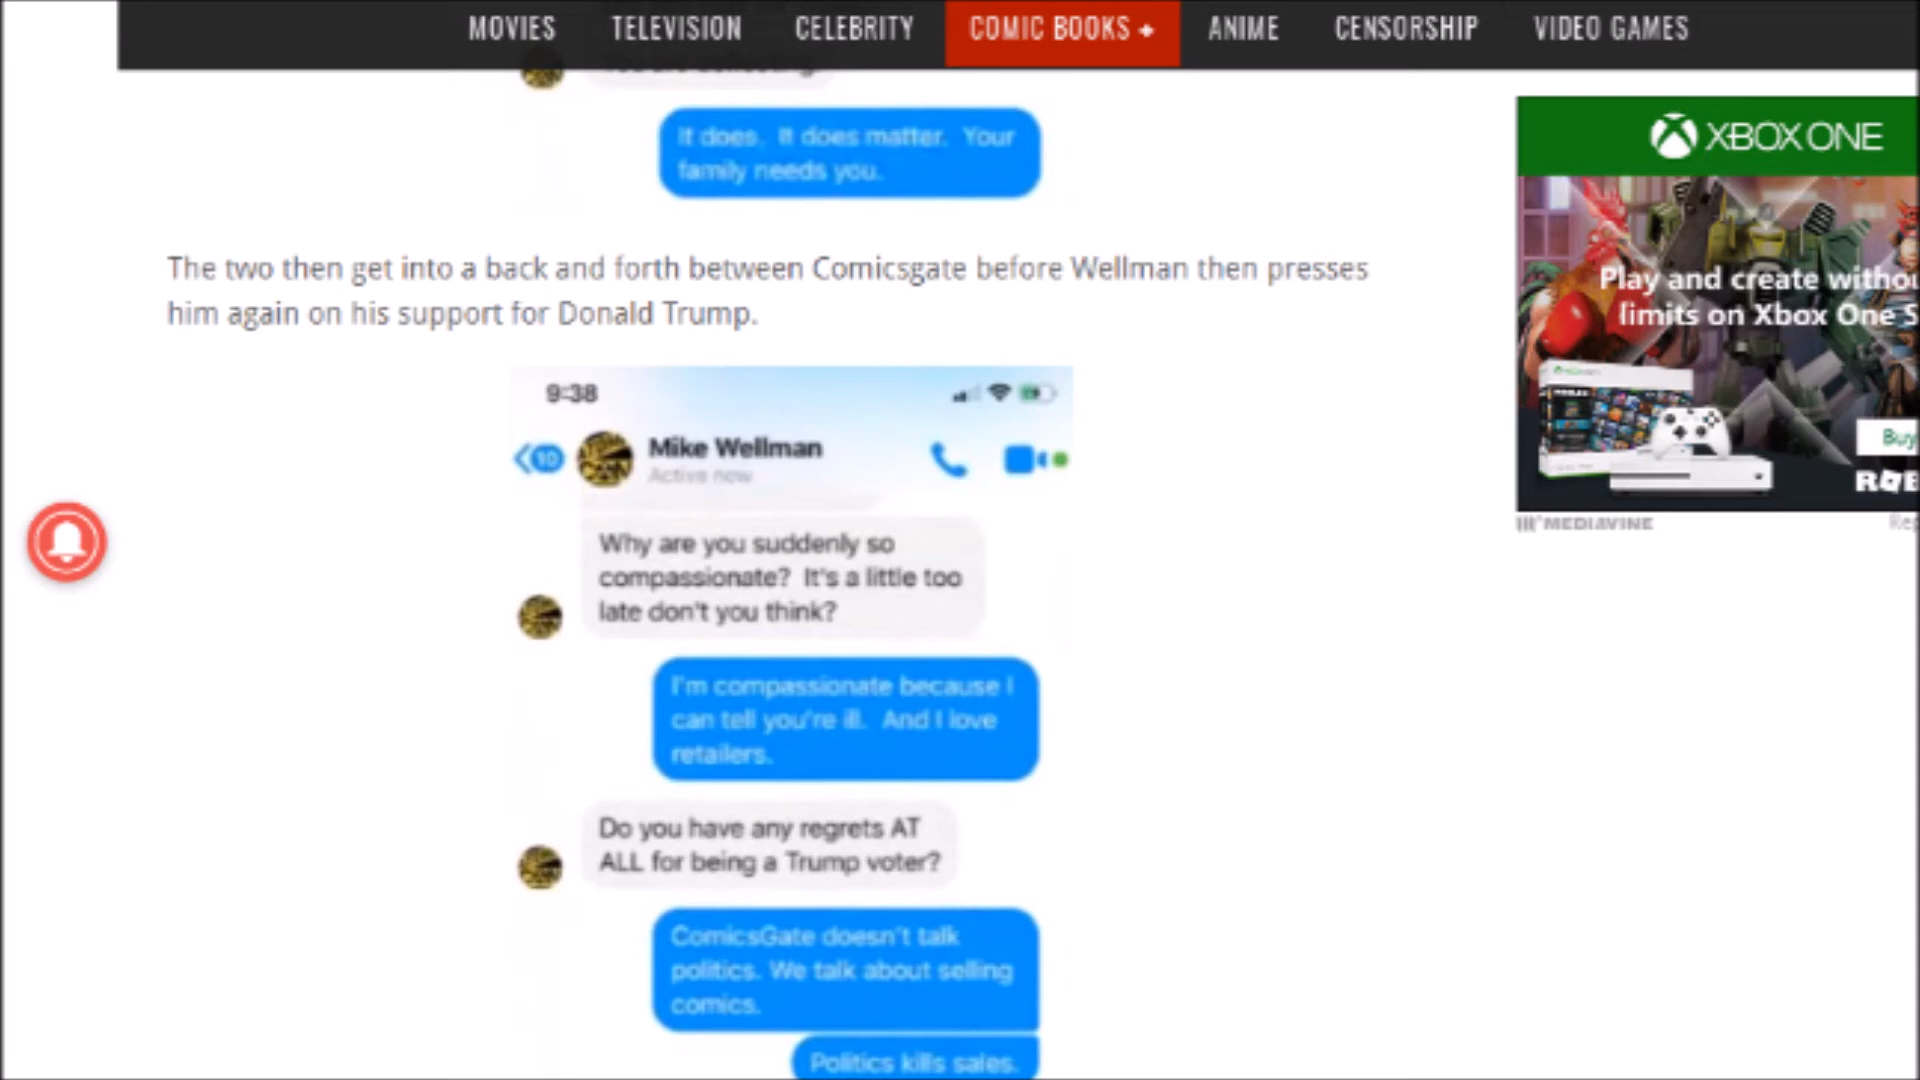 MOVIES TELEVISION CELEBRITY COMIC BOOKS + ANIME CENSORSHIP VIDEO GAMES
It does. It does matter. Your
family needs you.
XBOX ONE
Play and create withou
limits on Xbox One S
Buy
MEDIAVINE
Rep
The two then get into a back and forth between Comicsgate before Wellman then presses
him again on his support for Donald Trump.
9:38
10
Mike Wellman
Active now
Why are you suddenly so
compassionate? It's a little too
late don't you think?
I'm compassionate because I
can tell you're ill. And I love
retailers.
Do you have any regrets AT
ALL for being a Trump voter?
ComicsGate doesn't talk
politics. We talk about selling
comics.
Politics kills sales.